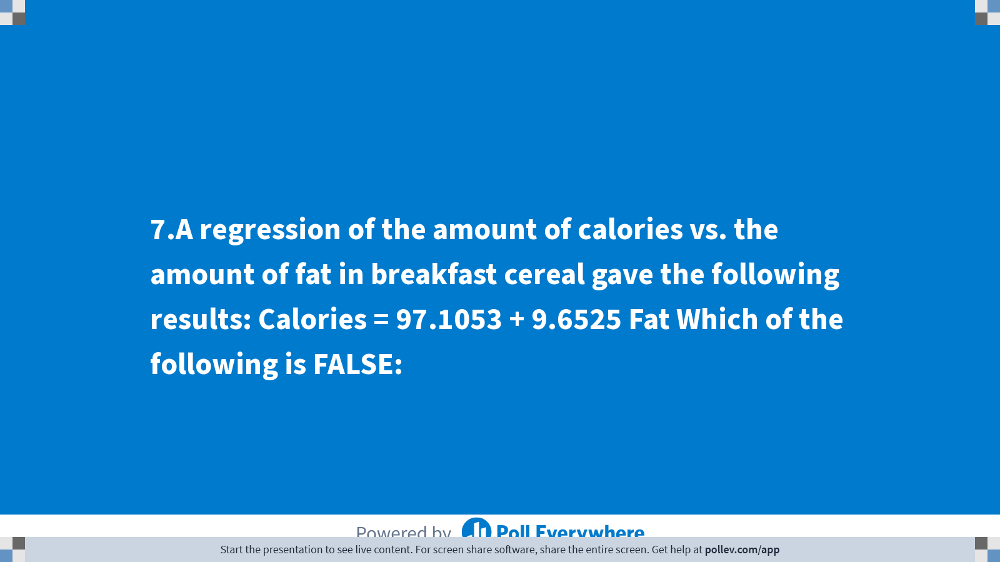 7.A regression of the amount of calories vs. the
amount of fat in breakfast cereal gave the following
results: Calories = 97.1053 + 9.6525 Fat Which of the
following is FALSE:
Powered by Poll Everywhere
Start the presentation to see live content. For screen share software, share the entire screen. Get help at pollev.com/app